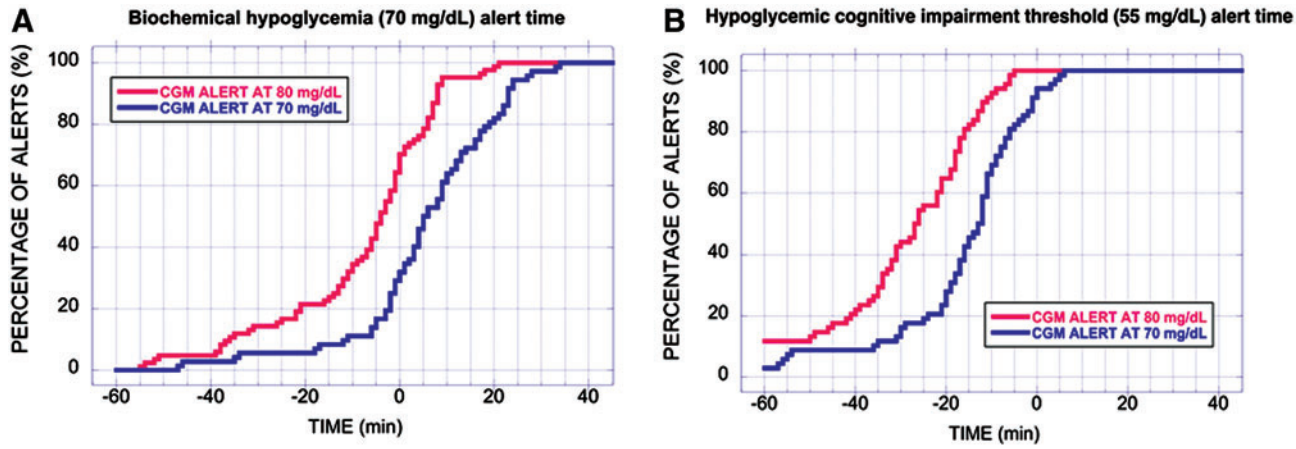 A
Biochemical hypoglycemia (70 mg/dL) alert time
PERCENTAGE OF ALERTS (%)
100
80
60
40
20
0
CGM ALERT AT 80 mg/dL
CGM ALERT AT 70 mg/dL
-60
-40
-20
0
20
40
TIME (min)
B
Hypoglycemic cognitive impairment threshold (55 mg/dL) alert time
PERCENTAGE OF ALERTS (%)
100
80
60
40
20
0
CGM ALERT AT 80 mg/dL
CGM ALERT AT 70 mg/dL
-60
-40
-20
0
20
40
TIME (min)